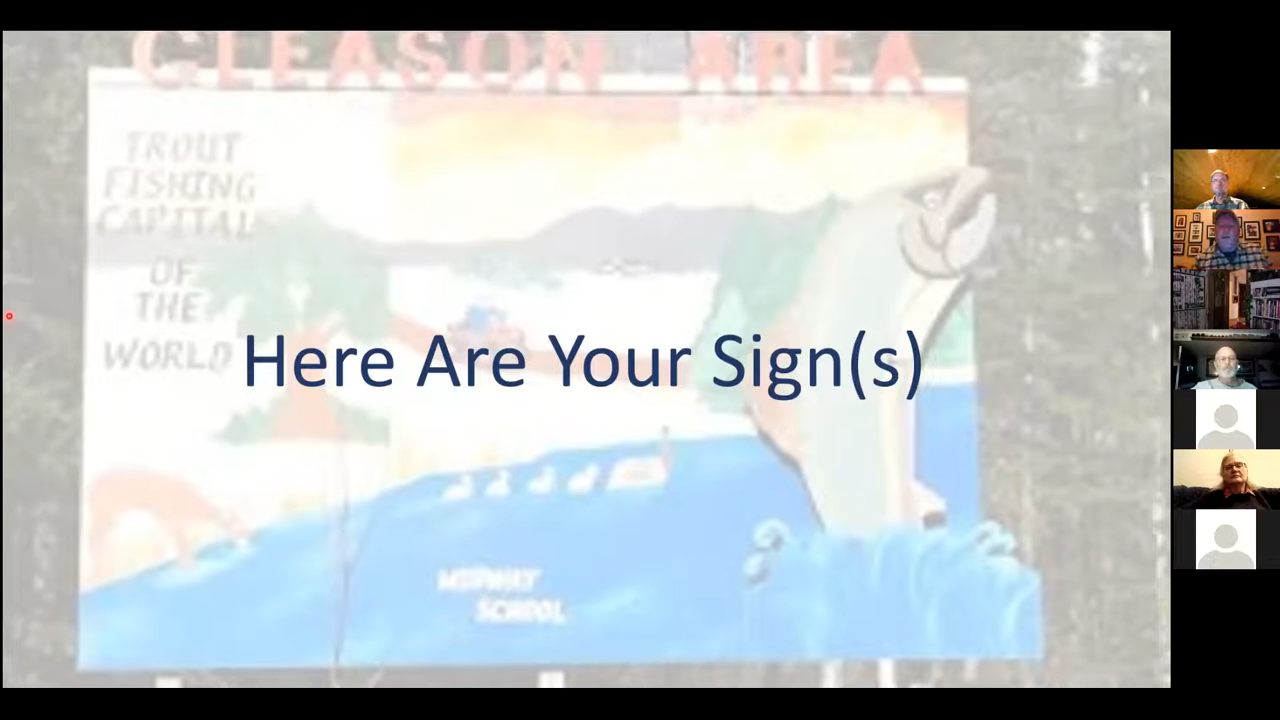 GLEASON AREA
TROUT
FISHING
CAPITAL
OF
THE
WORLD
Here Are Your Sign(s)
MIDWAY
SCHOOL